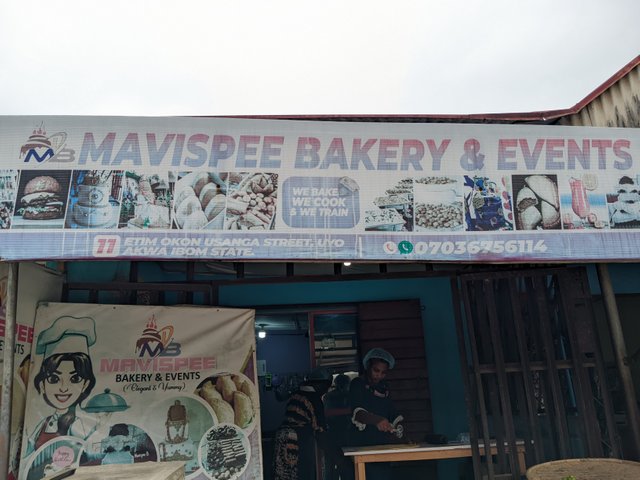 MB MAVISPEE BAKERY & EVENTS
WE BAKE
WE COOK
& WE TRAIN
77 ETIM OKON USANGA STREET, UYO
AKWA IBOM STATE.
07036756114
MB
MAVISPEE
BAKERY & EVENTS
(Elegant & Yummy)